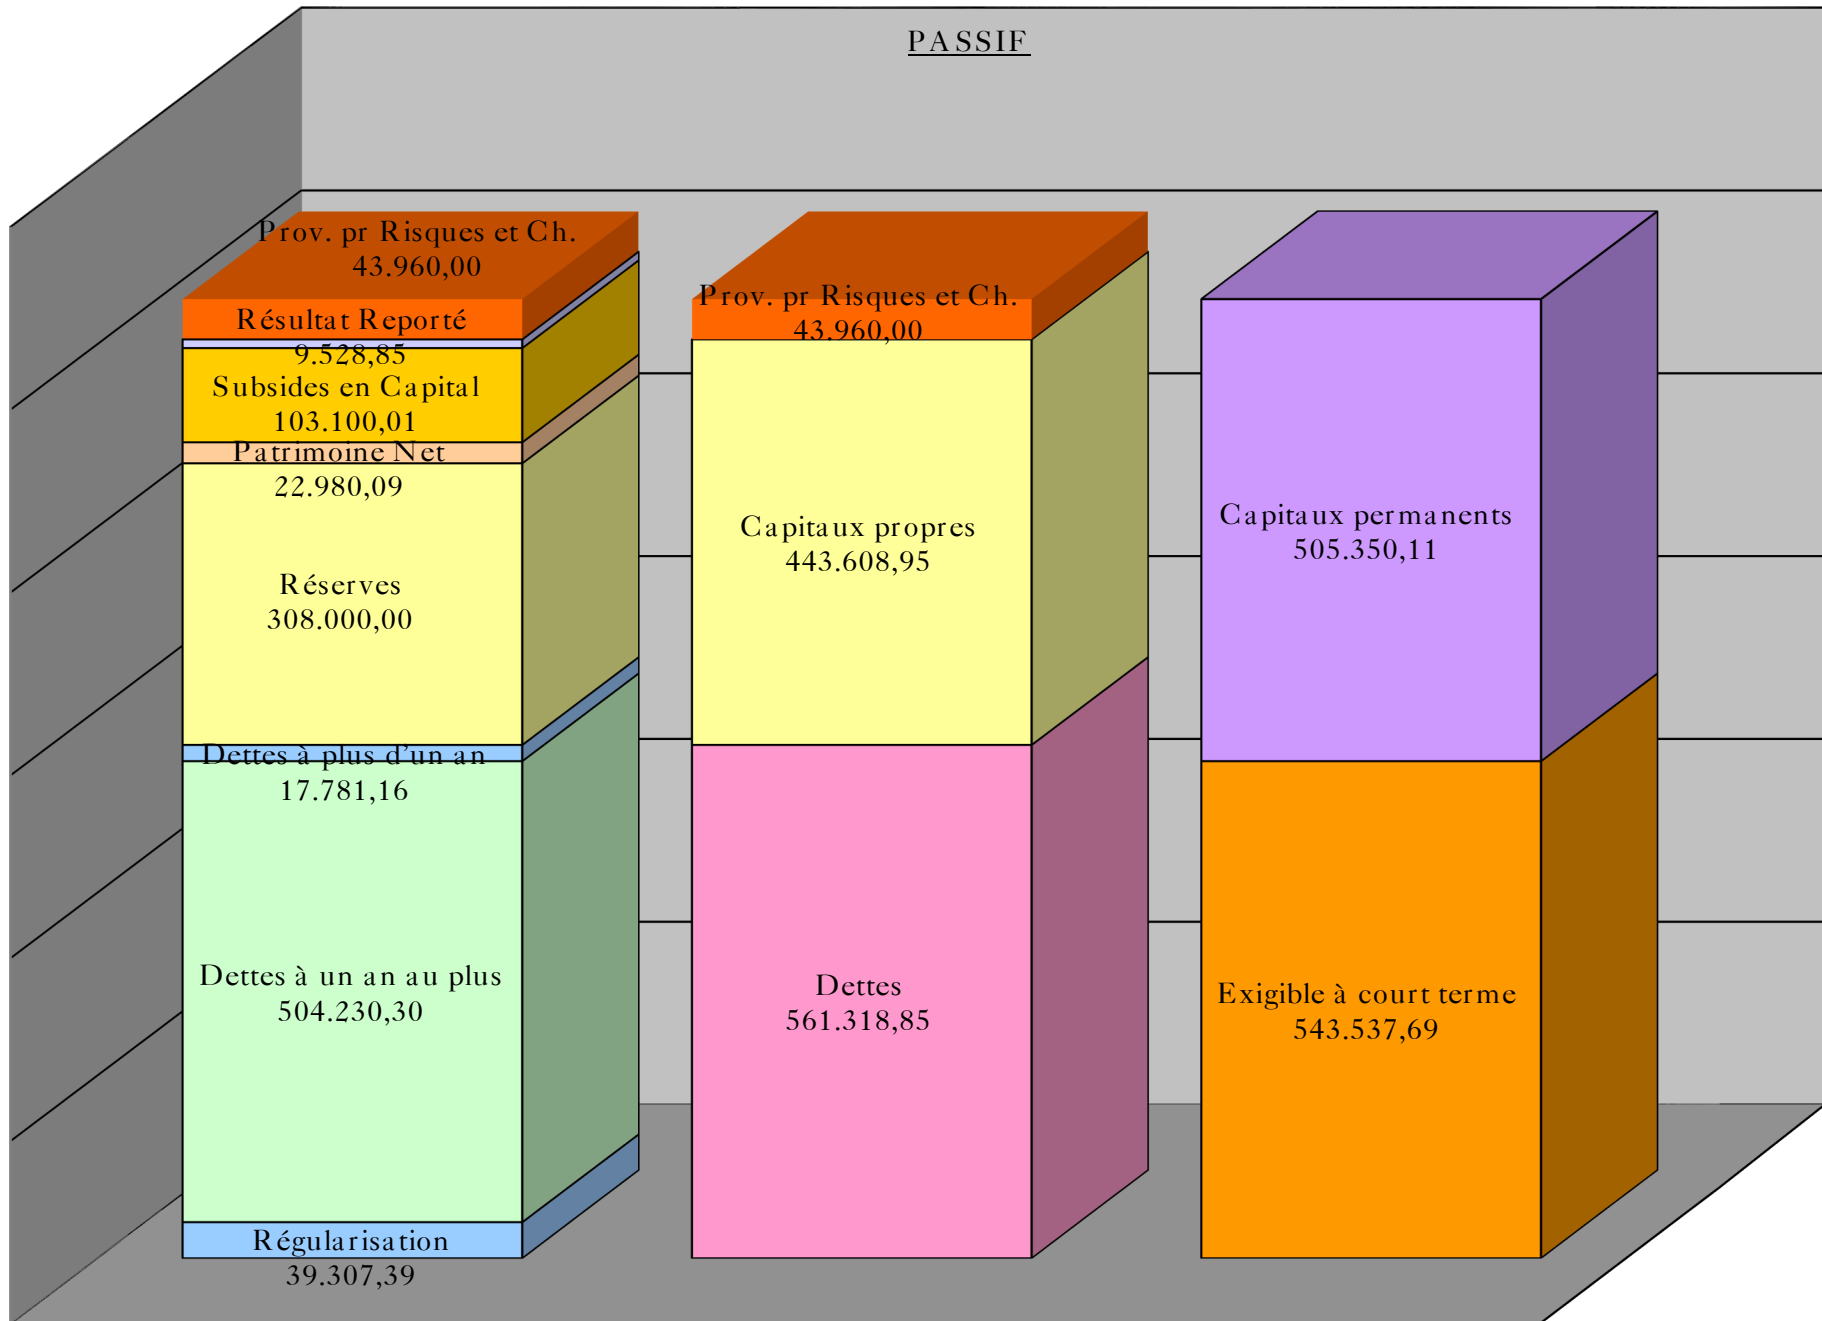 PASSIF
Prov. pr Risques et Ch.
43.960,00
Résultat Reporté
9.528,85
Subsides en Capital
103.100,01
Patrimoine Net
22.980,09
Réserves
308.000,00
Dettes à plus d'un an
17.781,16
Dettes à un an au plus
504.230,30
Régularisation
39.307,39
Prov. pr Risques et Ch.
43.960,00
Capitaux propres
443.608,95
Dettes
561.318,85
Capitaux permanents
505.350,11
Exigible à court terme
543.537,69